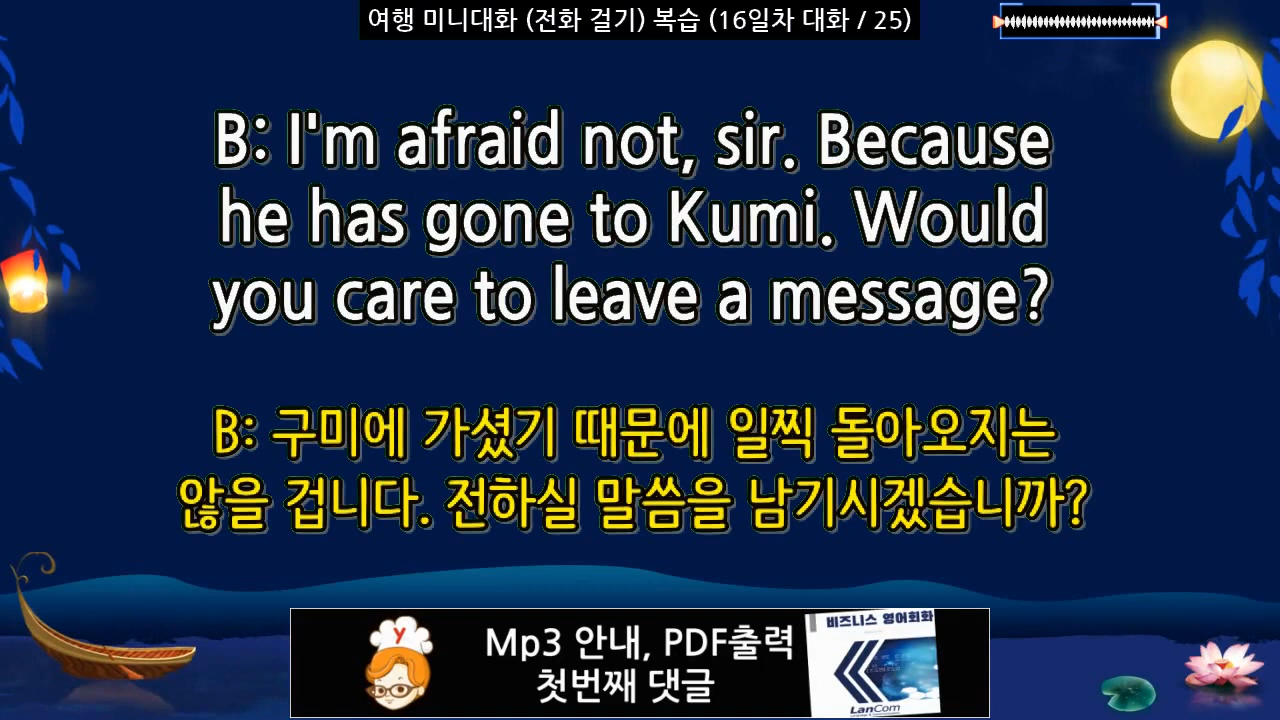 여행 미니대화 (전화 걸기) 복습 (16일차 대화 / 25)
B: I'm afraid not, sir. Because
he has gone to Kumi. Would
you care to leave a message?
B: 구미에 가셨기 때문에 일찍 돌아오지는
않을 겁니다. 전하실 말씀을 남기시겠습니까?
Y
Mp3 안내, PDF출력
첫번째 댓글
비즈니스 영어회화
LanCom